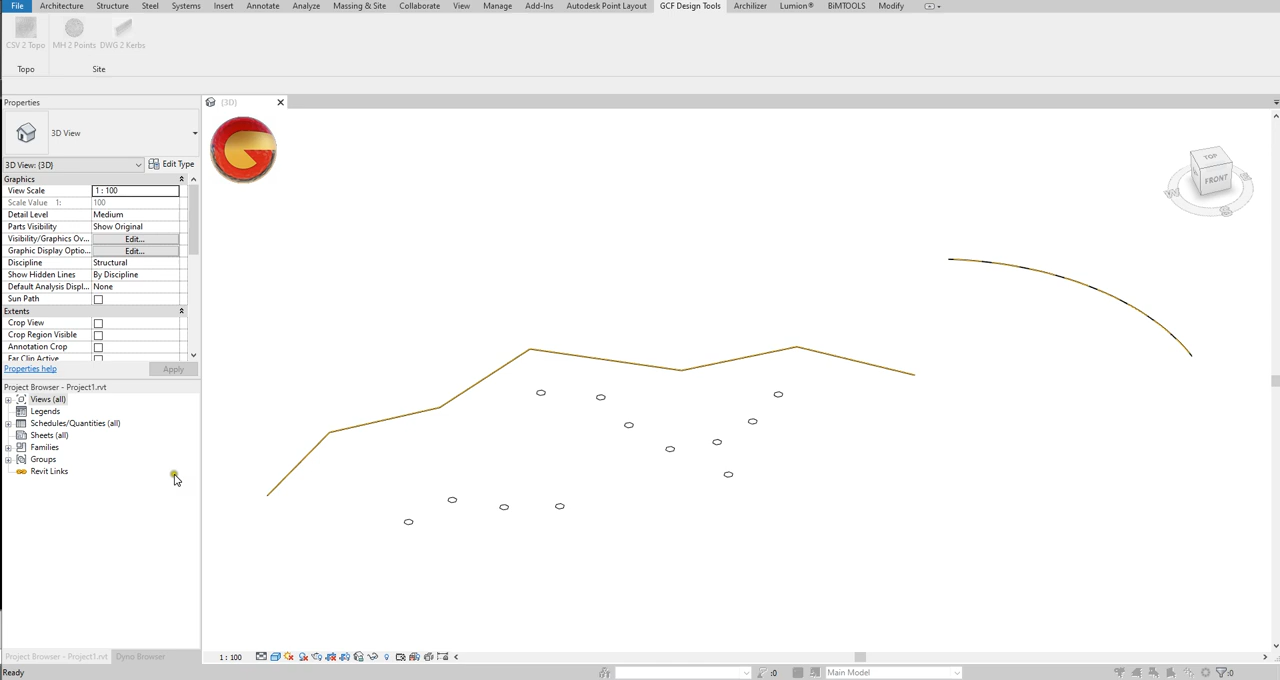 File Architecture Structure Steel Systems Insert Annotate Analyze Massing & Site Collaborate View Manage Add-Ins Autodesk Point Layout GCF Design Tools Archilizer Lumion® BiMTOOLS Modify
CSV 2 Topo MH 2 Points DWG 2 Kerbs
Topo Site
Properties
{3D}
3D View
3D View: {3D} Edit Type
Graphics
View Scale 1 : 100
Scale Value 1: 100
Detail Level Medium
Parts Visibility Show Original
Visibility/Graphics Ov... Edit...
Graphic Display Optio... Edit...
Discipline Structural
Show Hidden Lines By Discipline
Default Analysis Displ... None
Sun Path
Extents
Crop View
Crop Region Visible
Annotation Crop
Far Clip Active
Properties help Apply
Project Browser - Project1.rvt
Views (all)
Legends
Schedules/Quantities (all)
Sheets (all)
Families
Groups
Revit Links
Project Browser - Project1.rvt Dyno Browser
TOP
FRONT
W
S
1 : 100
Ready
:0
Main Model
:0